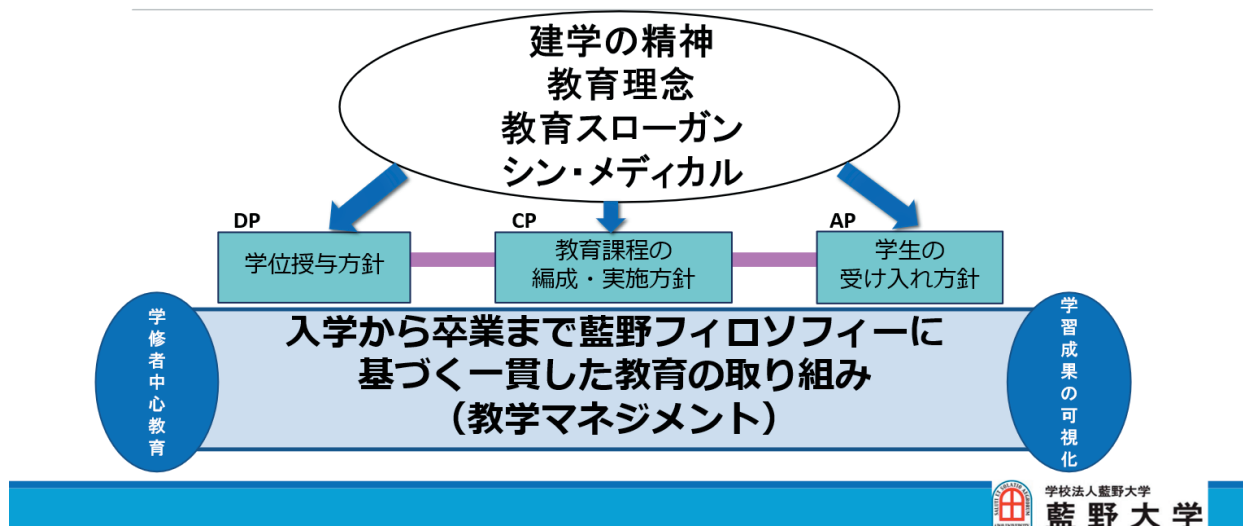 建学の精神
教育理念
教育スローガン
シン・メディカル
DP
学位授与方針
CP
教育課程の
編成・実施方針
AP
学生の
受け入れ方針
学修者中心教育
入学から卒業まで藍野フィロソフィーに
基づく一貫した教育の取り組み
（教学マネジメント）
学習成果の可視化
学校法人藍野大学
藍野大学